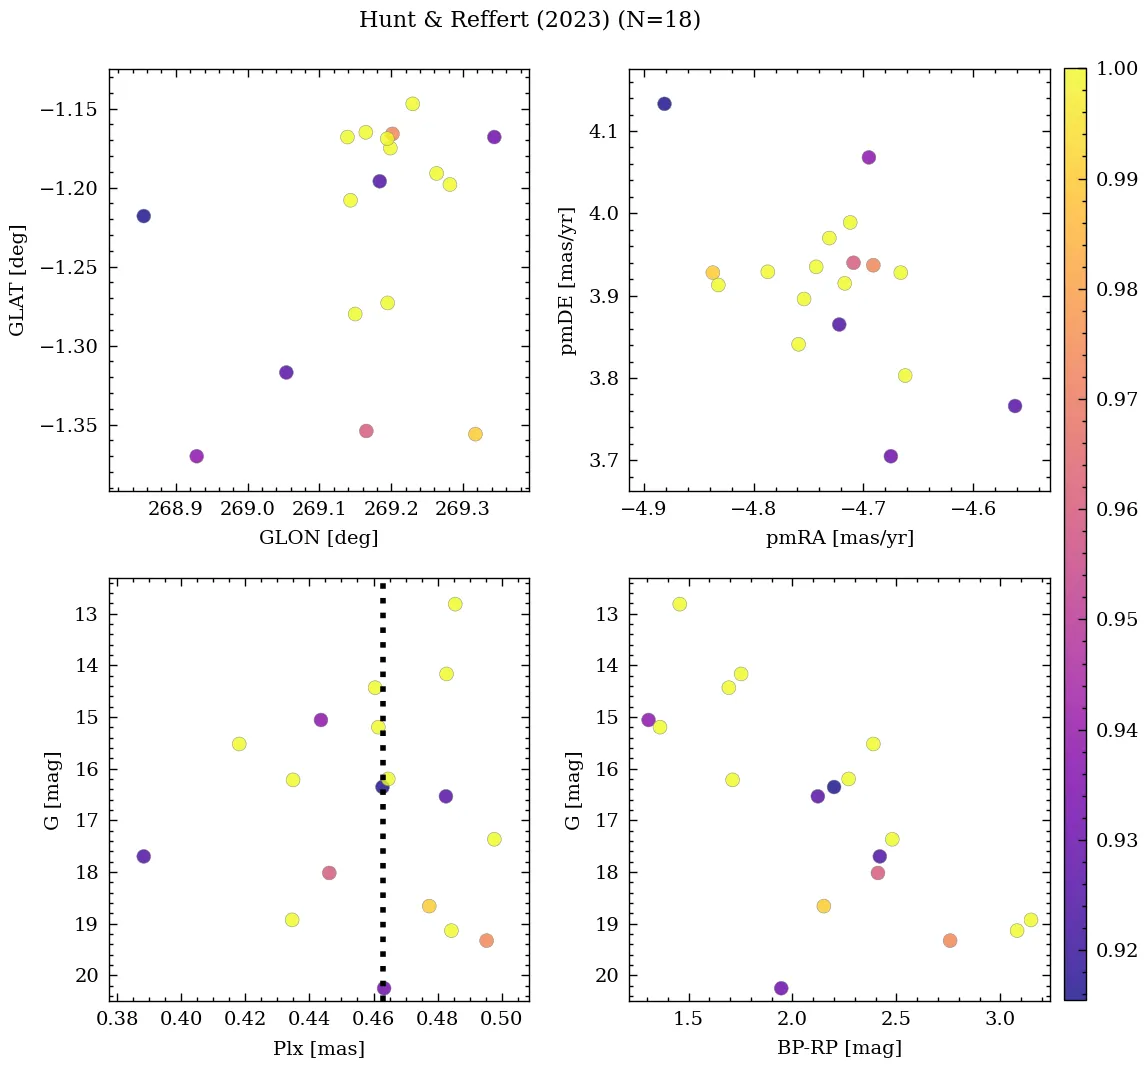 Hunt & Reffert (2023) (N=18)
−1.15
−1.20
−1.25
−1.30
−1.35
GLAT [deg]
268.9 269.0 269.1 269.2 269.3
GLON [deg]
4.1
4.0
3.9
3.8
3.7
pmDE [mas/yr]
−4.9 −4.8 −4.7 −4.6
pmRA [mas/yr]
13
14
15
16
17
18
19
20
G [mag]
0.38 0.40 0.42 0.44 0.46 0.48 0.50
Plx [mas]
13
14
15
16
17
18
19
20
G [mag]
1.5 2.0 2.5 3.0
BP-RP [mag]
1.00
0.99
0.98
0.97
0.96
0.95
0.94
0.93
0.92